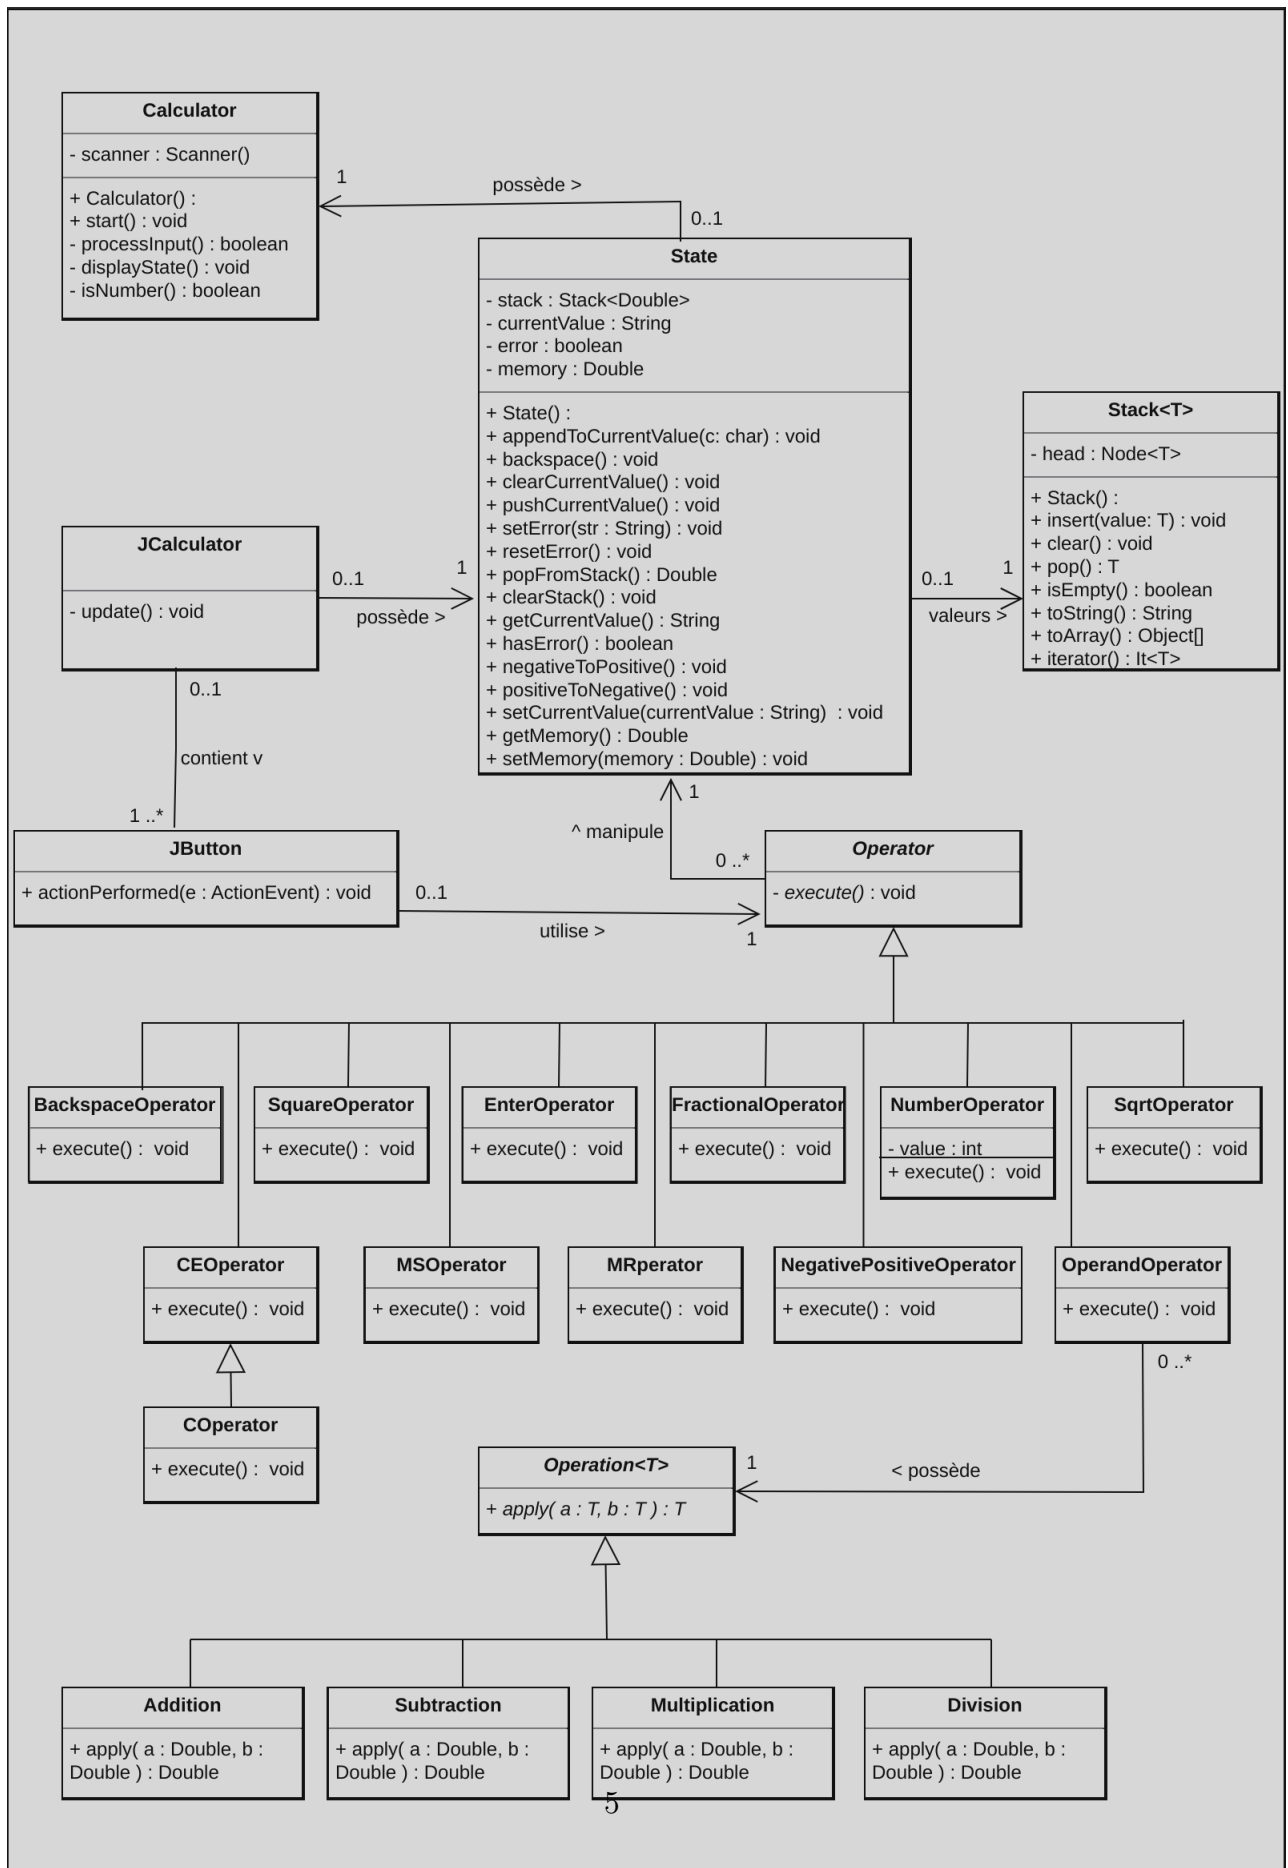 Calculator
- scanner : Scanner()
+ Calculator() :
+ start() : void
- processInput() : boolean
- displayState() : void
- isNumber() : boolean
1
possède >
0..1
State
- stack : Stack<Double>
- currentValue : String
- error : boolean
- memory : Double
+ State() :
+ appendToCurrentValue(c: char) : void
+ backspace() : void
+ clearCurrentValue() : void
+ pushCurrentValue() : void
+ setError(str : String) : void
+ resetError() : void
+ popFromStack() : Double
+ clearStack() : void
+ getCurrentValue() : String
+ hasError() : boolean
+ negativeToPositive() : void
+ positiveToNegative() : void
+ setCurrentValue(currentValue : String) : void
+ getMemory() : Double
+ setMemory(memory : Double) : void
Stack<T>
- head : Node<T>
+ Stack() :
+ insert(value: T) : void
+ clear() : void
+ pop() : T
+ isEmpty() : boolean
+ toString() : String
+ toArray() : Object[]
+ iterator() : It<T>
0..1
1
valeurs >
JCalculator
- update() : void
0..1
1
possède >
0..1
contient v
1 ..*
JButton
+ actionPerformed(e : ActionEvent) : void
0..1
utilise >
1
1
^ manipule
0 ..*
Operator
- execute() : void
BackspaceOperator
+ execute() : void
SquareOperator
+ execute() : void
EnterOperator
+ execute() : void
FractionalOperator
+ execute() : void
NumberOperator
- value : int
+ execute() : void
SqrtOperator
+ execute() : void
CEOperator
+ execute() : void
MSOperator
+ execute() : void
MRperator
+ execute() : void
NegativePositiveOperator
+ execute() : void
OperandOperator
+ execute() : void
0 ..*
COperator
+ execute() : void
Operation<T>
+ apply( a : T, b : T ) : T
1
< possède
Addition
+ apply( a : Double, b :
Double ) : Double
Subtraction
+ apply( a : Double, b :
Double ) : Double
Multiplication
+ apply( a : Double, b :
Double ) : Double
Division
+ apply( a : Double, b :
Double ) : Double
5